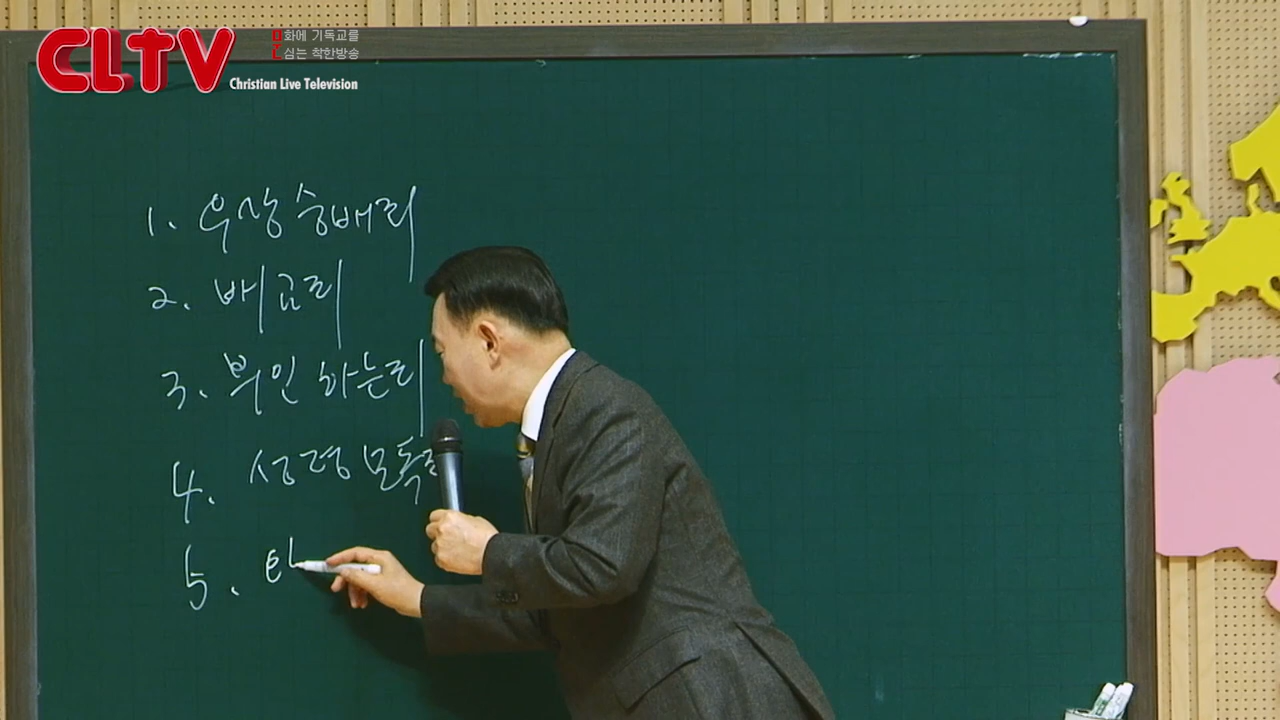 CLTV
문화에 기독교를
심는 착한방송
Christian Live Television
1. 우상숭배죄
2. 배교죄
3. 부인하는죄
4. 성령모독
5. 타